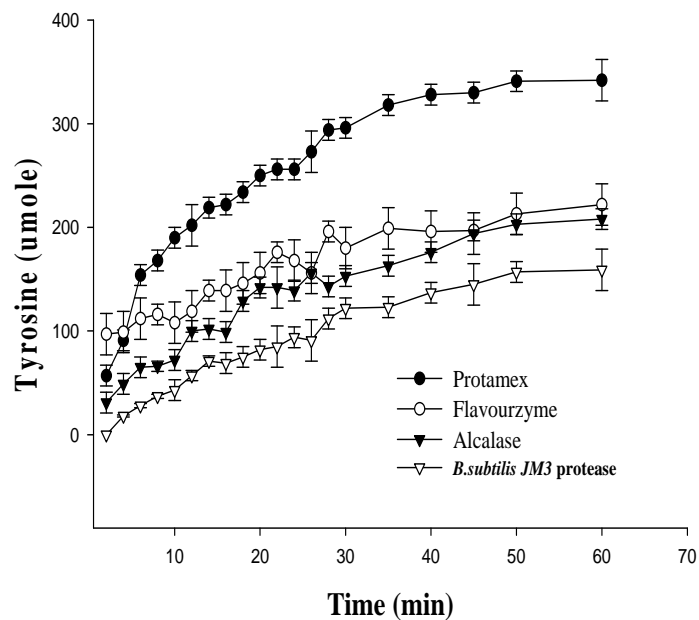 400
300
200
100
0
Tyrosine (umole)
Protamex
Flavourzyme
Alcalase
B.subtilis JM3 protease
10 20 30 40 50 60 70
Time (min)